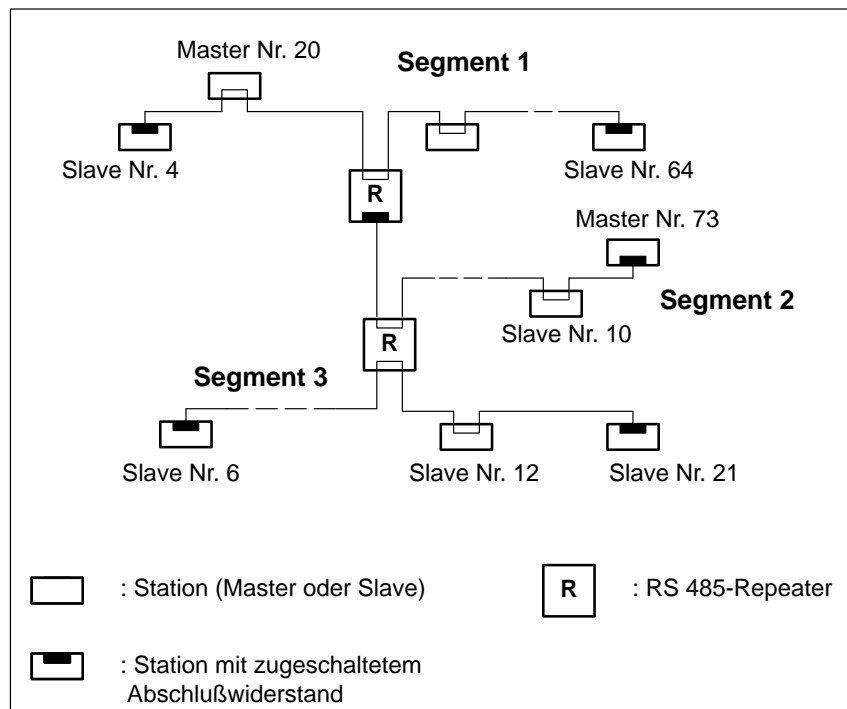 Master Nr. 20
Segment 1
Slave Nr. 4
R
Slave Nr. 64
Master Nr. 73
Segment 2
Slave Nr. 10
R
Segment 3
Slave Nr. 6
Slave Nr. 12
Slave Nr. 21
: Station (Master oder Slave)
R
: RS 485-Repeater
: Station mit zugeschaltetem
Abschlußwiderstand